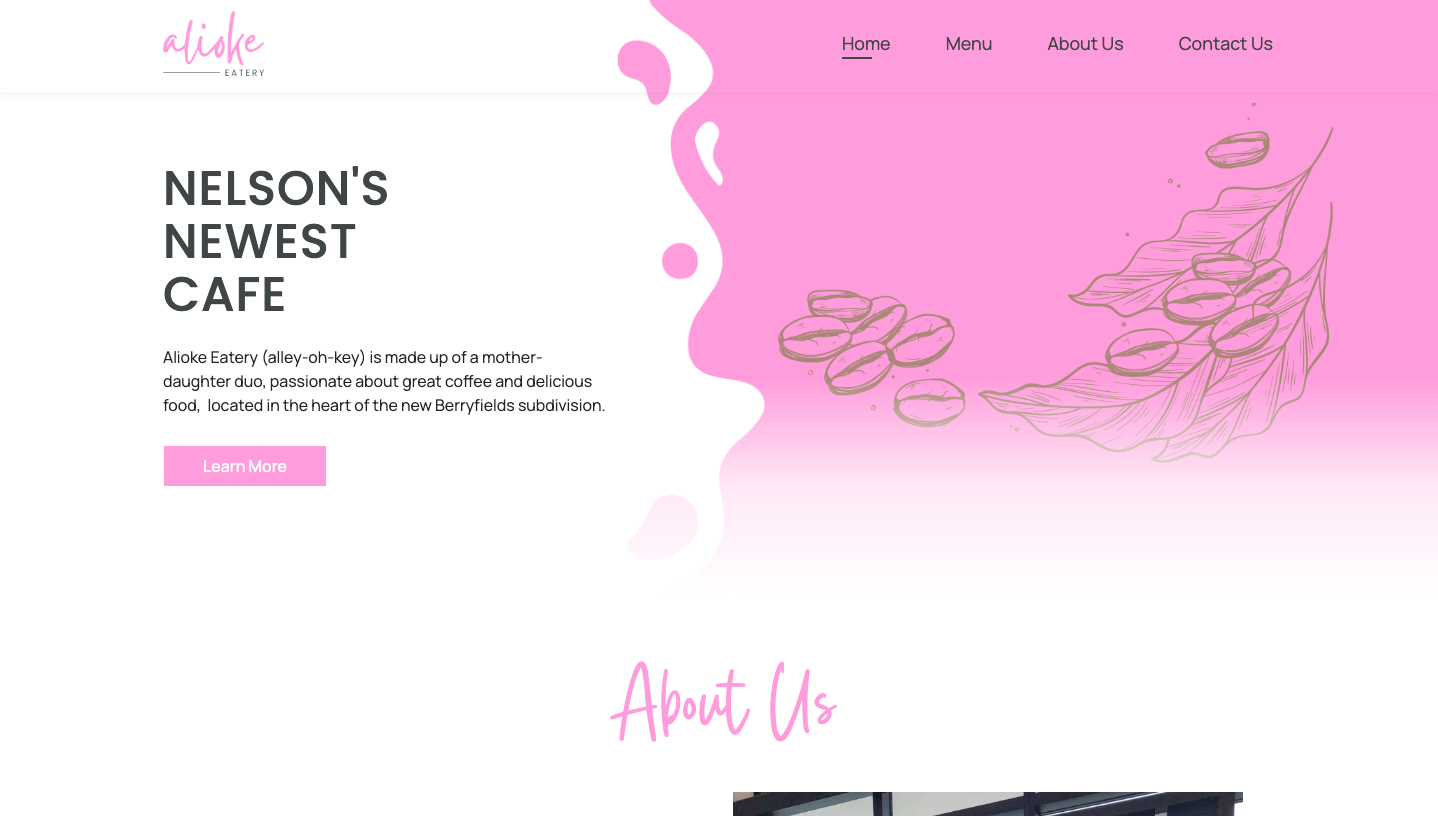 alioke
EATERY
Home Menu About Us Contact Us
NELSON'S
NEWEST
CAFE
Alioke Eatery (alley-oh-key) is made up of a mother-
daughter duo, passionate about great coffee and delicious
food,  located in the heart of the new Berryfields subdivision.
Learn More
About Us